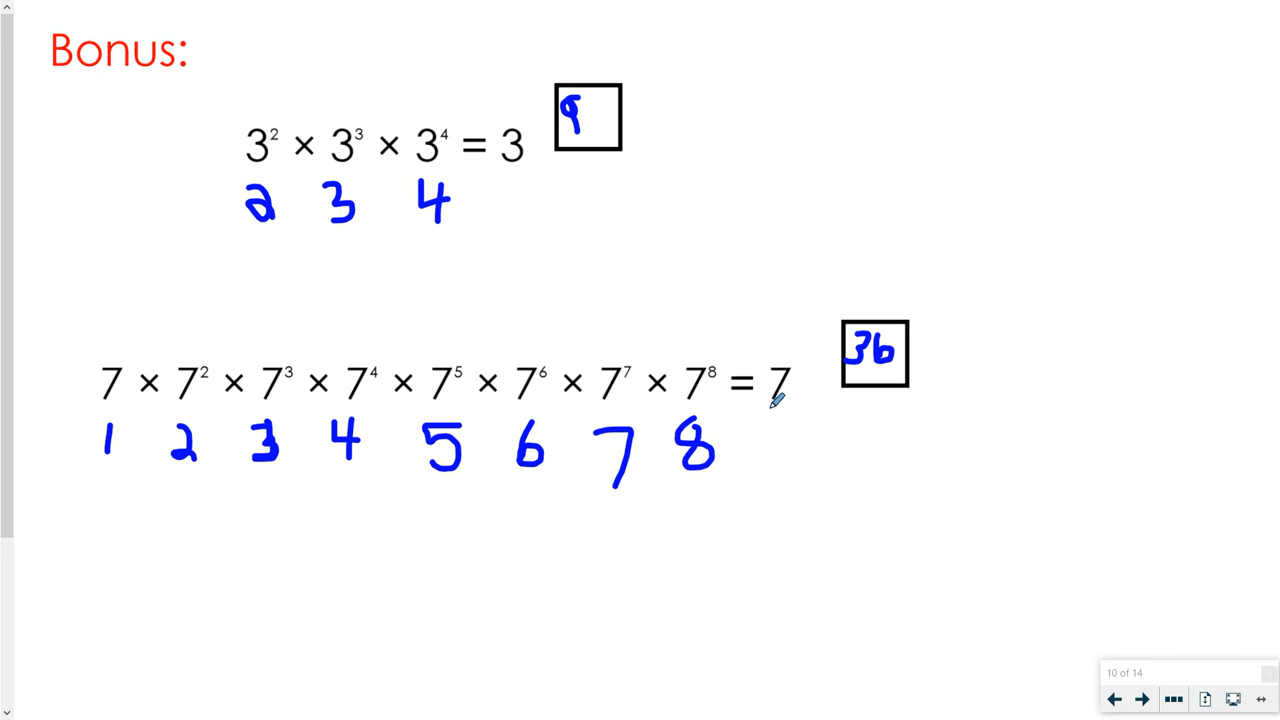 Bonus:
9
3² × 3³ × 3⁴ = 3
2 3 4
36
7 × 7² × 7³ × 7⁴ × 7⁵ × 7⁶ × 7⁷ × 7⁸ = 7
1 2 3 4 5 6 7 8
10 of 14